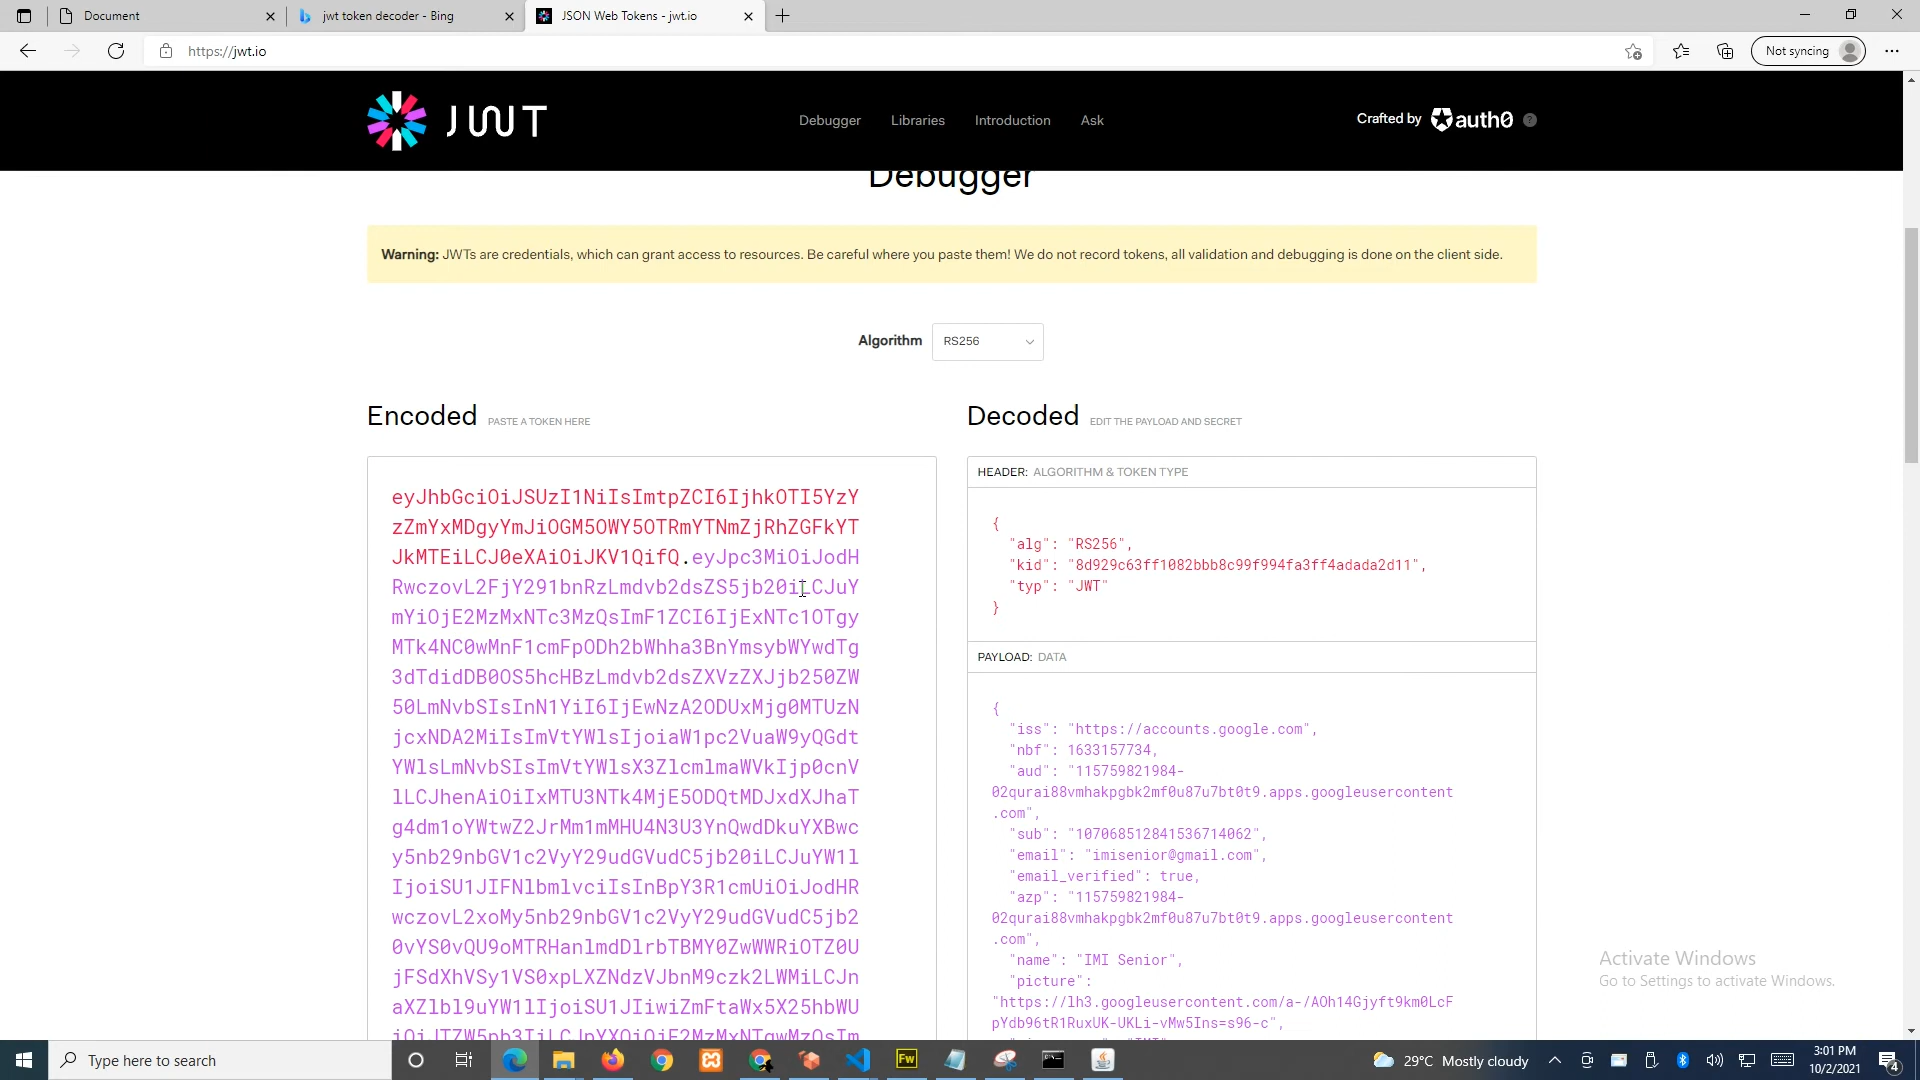 Document
jwt token decoder - Bing
JSON Web Tokens - jwt.io
https://jwt.io
Not syncing
JWT
Debugger
Libraries
Introduction
Ask
Crafted by auth0
Debugger
Warning: JWTs are credentials, which can grant access to resources. Be careful where you paste them! We do not record tokens, all validation and debugging is done on the client side.
Algorithm RS256
Encoded PASTE A TOKEN HERE
eyJhbGciOiJSUzI1NiIsImtpZCI6IjhkOTI5YzY
zZmYxMDgyYmJiOGM5OWY5OTRmYTNmZjRhZGFkYT
JkMTEiLCJ0eXAiOiJKV1QifQ.eyJpc3MiOiJodH
RwczovL2FjY291bnRzLmdvb2dsZS5jb20iLCJuY
mYiOjE2MzMxNTc3MzQsImF1ZCI6IjExNTc1OTgy
MTk4NC0wMnF1cmFpODh2bWhha3BnYmsybWYwdTg
3dTdidDB0OS5hcHBzLmdvb2dsZXVzZXJjb250ZW
50LmNvbSIsInN1YiI6IjEwNzA2ODUxMjg0MTUzN
jcxNDA2MiIsImVtYWlsIjoiaW1pc2VuaW9yQGdt
YWlsLmNvbSIsImVtYWlsX3ZlcmlmaWVkIjp0cnV
lLCJhenAiOiIxMTU3NTk4MjE5ODQtMDJxdXJhaT
g4dm1oYWtwZ2JrMm1mMHU4N3U3YnQwdDkuYXBwc
y5nb29nbGV1c2VyY29udGVudC5jb20iLCJuYW1l
IjoiSU1JIFNlbmlvciIsInBpY3R1cmUiOiJodHR
wczovL2xoMy5nb29nbGV1c2VyY29udGVudC5jb2
0vYS0vQU9oMTRHanlmdDlrbTBMY0ZwWWRiOTZ0U
jFSdXhVSy1VS0xpLXZNdzVJbnM9czk2LWMiLCJn
aXZlbl9uYW1lIjoiSU1JIiwiZmFtaWx5X25hbWU
Decoded EDIT THE PAYLOAD AND SECRET
HEADER: ALGORITHM & TOKEN TYPE
{
"alg": "RS256",
"kid": "8d929c63ff1082bbb8c99f994fa3ff4adada2d11",
"typ": "JWT"
}
PAYLOAD: DATA
{
"iss": "https://accounts.google.com",
"nbf": 1633157734,
"aud": "115759821984-
02qurai88vmhakpgbk2mf0u87u7bt0t9.apps.googleusercontent
.com",
"sub": "107068512841536714062",
"email": "imisenior@gmail.com",
"email_verified": true,
"azp": "115759821984-
02qurai88vmhakpgbk2mf0u87u7bt0t9.apps.googleusercontent
.com",
"name": "IMI Senior",
"picture":
"https://lh3.googleusercontent.com/a-/AOh14Gjyft9km0LcF
pYdb96tR1RuxUK-UKLi-vMw5Ins=s96-c",
Activate Windows
Go to Settings to activate Windows.
Type here to search
Fw
29°C Mostly cloudy
3:01 PM
10/2/2021
4